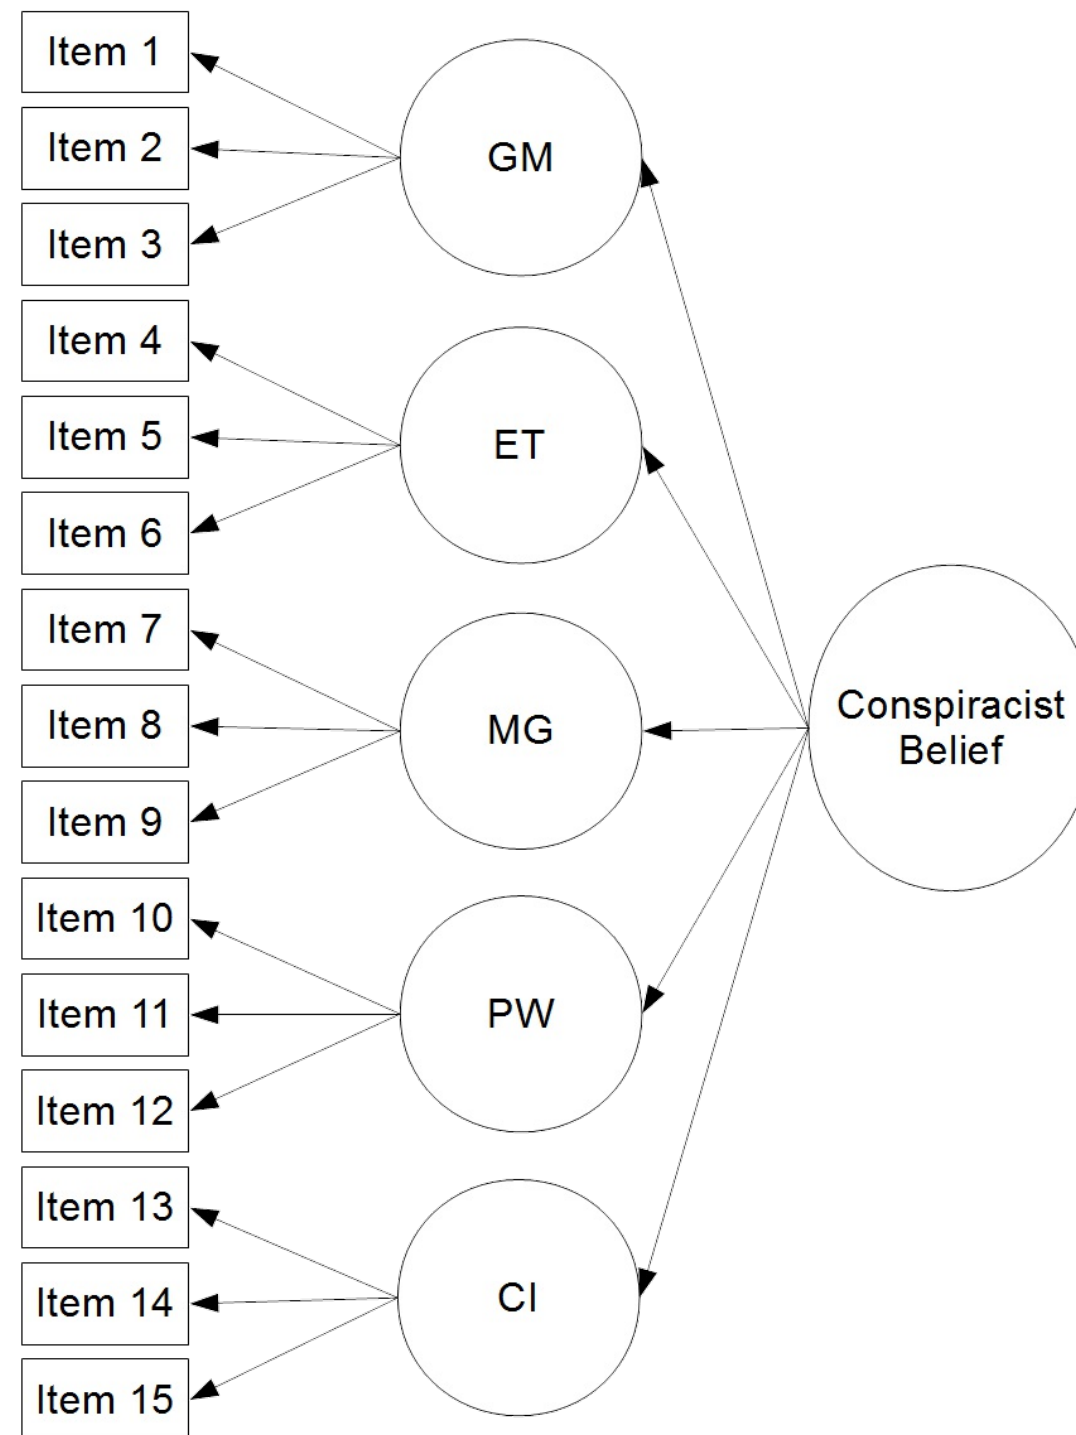 Item 1
Item 2
Item 3
Item 4
Item 5
Item 6
Item 7
Item 8
Item 9
Item 10
Item 11
Item 12
Item 13
Item 14
Item 15
GM
ET
MG
PW
CI
Conspiracist
Belief